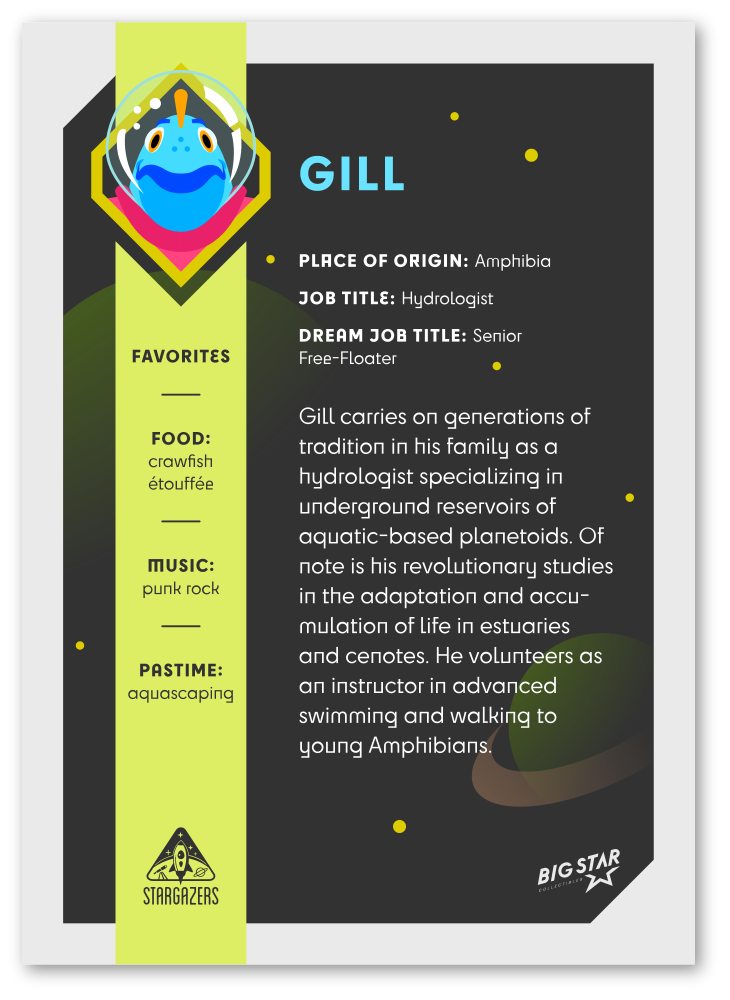 GILL
PLACE OF ORIGIN: Amphibia
JOB TITLE: Hydrologist
DREAM JOB TITLE: Senior
Free-Floater
Gill carries on generations of
tradition in his family as a
hydrologist specializing in
underground reservoirs of
aquatic-based planetoids. Of
note is his revolutionary studies
in the adaptation and accu-
mulation of life in estuaries
and cenotes. He volunteers as
an instructor in advanced
swimming and walking to
young Amphibians.
FAVORITES
FOOD:
crawfish
étouffée
MUSIC:
punk rock
PASTIME:
aquascaping
STARGAZERS
BIG STAR
COLLECTIBLES